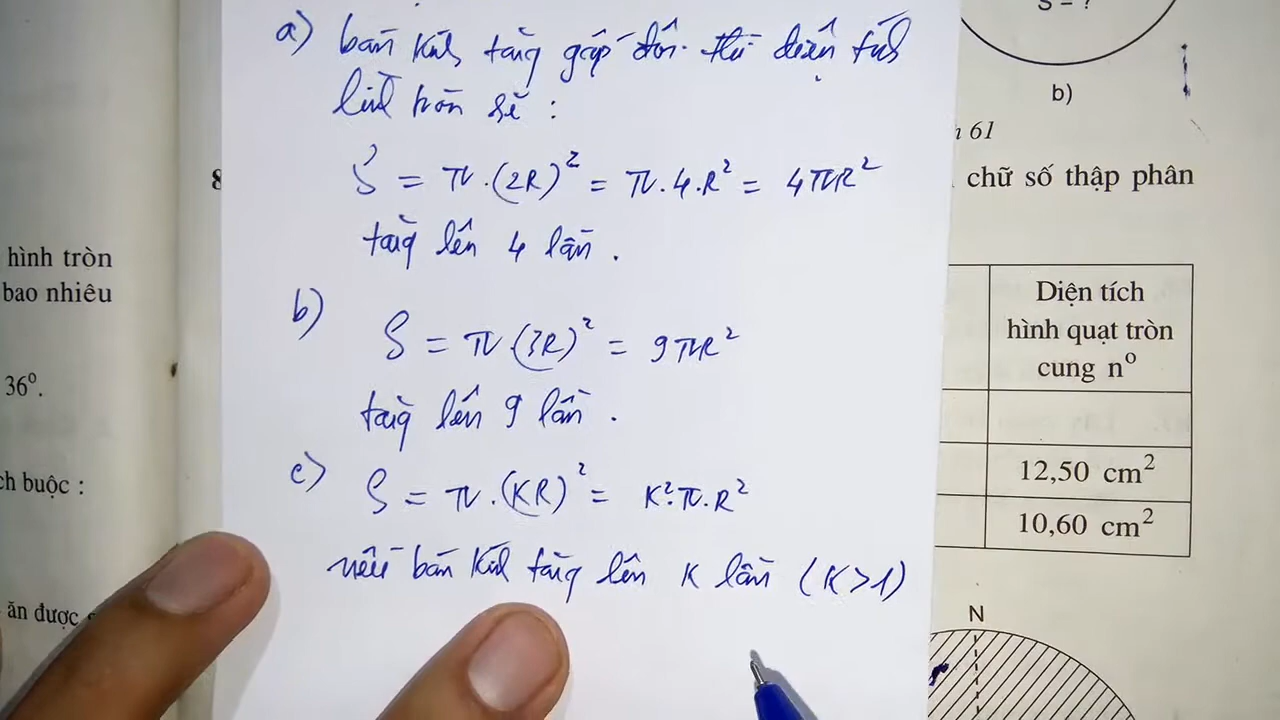 a) bán kính tăng gấp đôi thì diện tích
hình tròn sẽ :
S = π.(2R)² = π.4.R² = 4πR²
tăng lên 4 lần .
b) S = π.(3R)² = 9πR²
tăng lên 9 lần .
c) S = π.(KR)² = K².π.R²
nếu bán kính tăng lên K lần (K>1)
8
hình tròn
bao nhiêu
36⁰.
ch buộc :
ăn được
S = ?
b)
61
chữ số thập phân
Diện tích
hình quạt tròn
cung n⁰
12,50 cm²
10,60 cm²
N